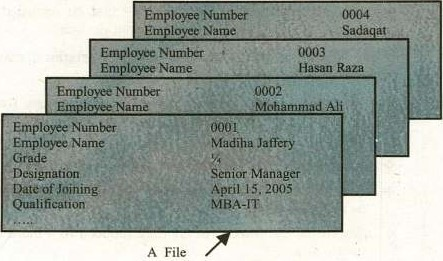 Employee Number 0004
Employee Name Sadaqat
Employee Number 0003
Employee Name Hasan Raza
Employee Number 0002
Employee Name Mohammad Ali
Employee Number 0001
Employee Name Madiha Jaffery
Grade ¼
Designation Senior Manager
Date of Joining April 15, 2005
Qualification MBA-IT
.....
A File